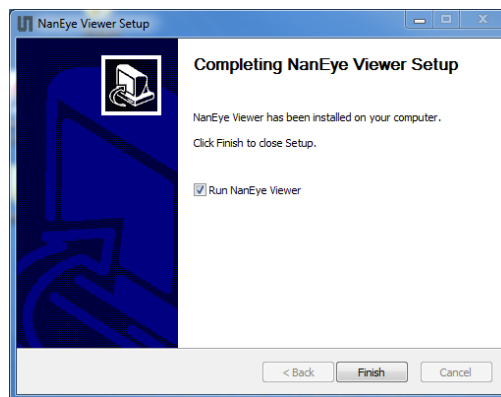 NanEye Viewer Setup
Completing NanEye Viewer Setup
NanEye Viewer has been installed on your computer.
Click Finish to close Setup.
Run NanEye Viewer
< Back
Finish
Cancel